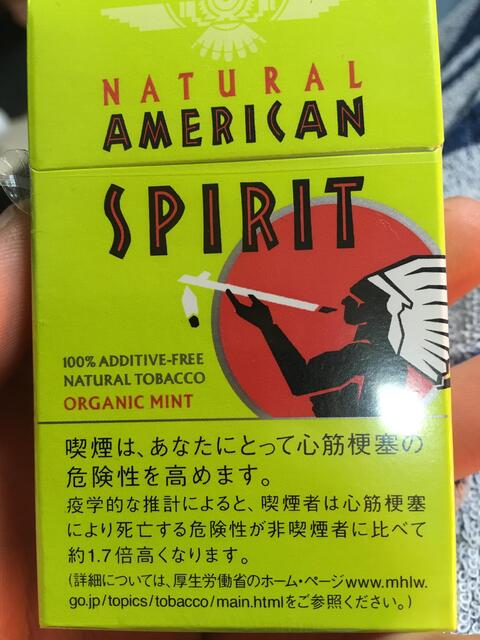 NATURAL
AMERICAN
SPIRIT
100% ADDITIVE-FREE
NATURAL TOBACCO
ORGANIC MINT
喫煙は、あなたにとって心筋梗塞の
危険性を高めます。
疫学的な推計によると、喫煙者は心筋梗塞
により死亡する危険性が非喫煙者に比べて
約1.7倍高くなります。
(詳細については、厚生労働省のホーム・ページwww.mhlw.
go.jp/topics/tobacco/main.htmlをご参照ください。)